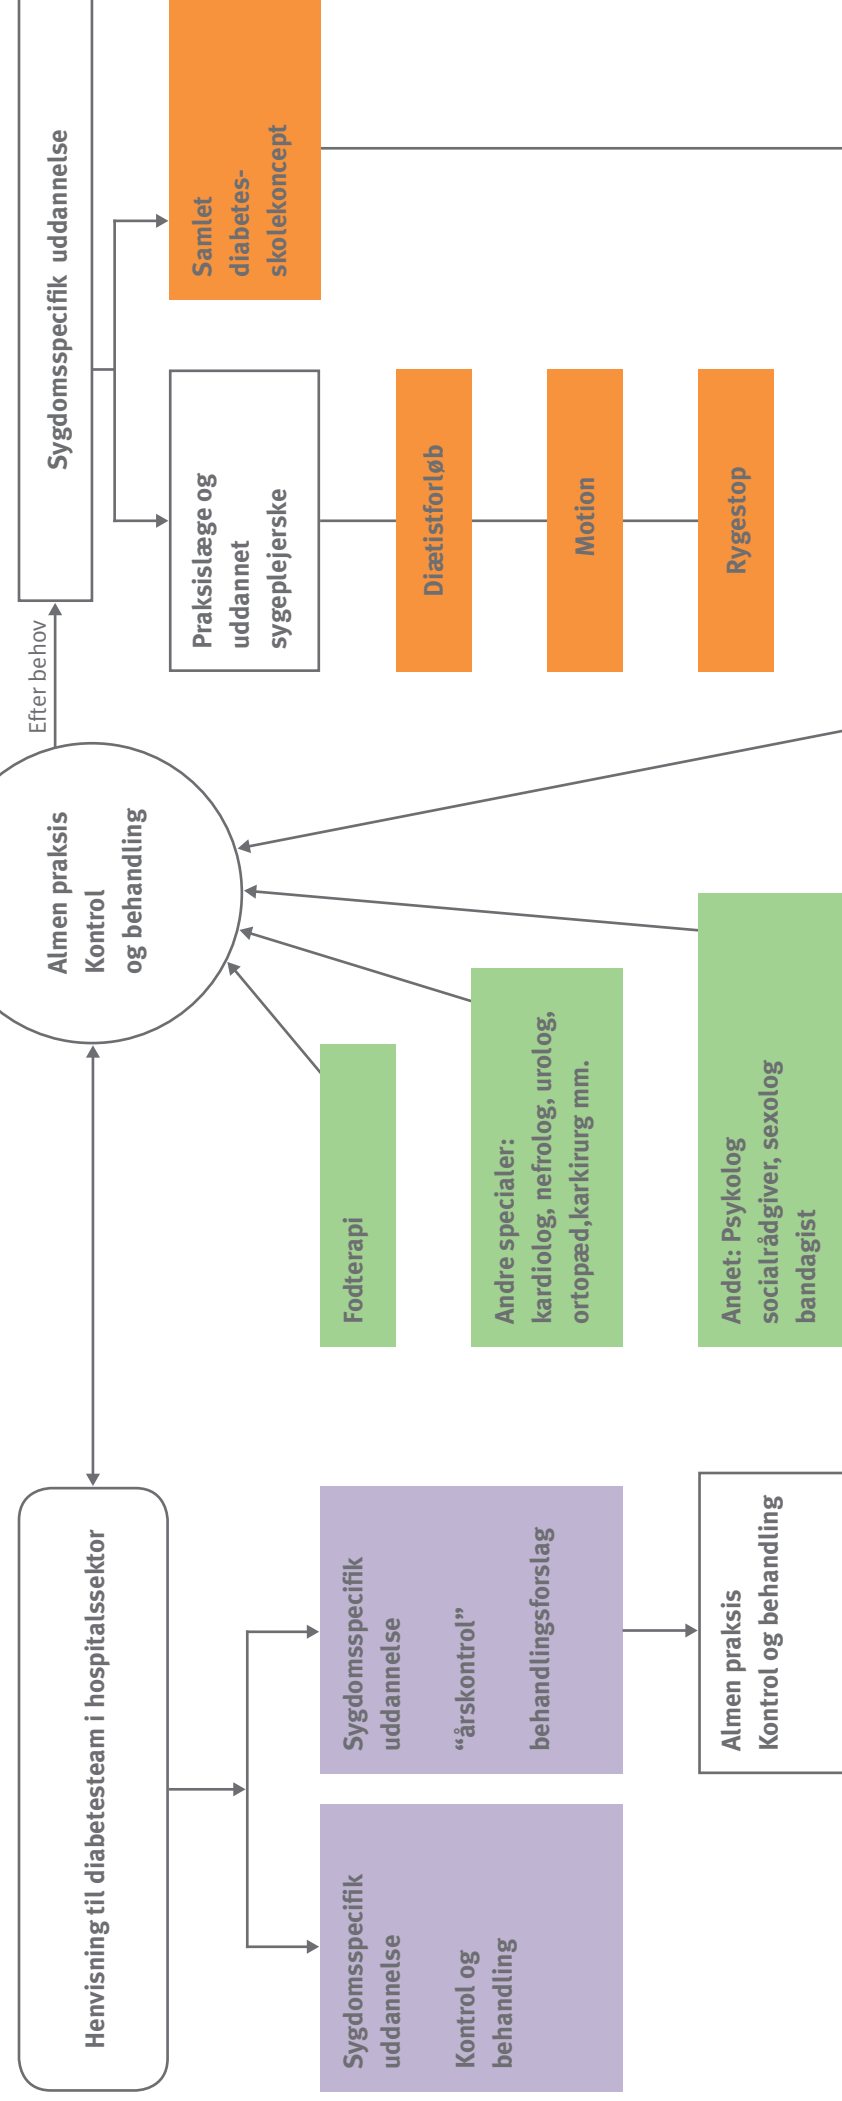 Henvisning til diabetesteam i hospitalssektor
Almen praksis
Kontrol
og behandling
Efter behov
Sygdomsspecifik uddannelse
Sygdomsspecifik
uddannelse
Kontrol og
behandling
Sygdomsspecifik
uddannelse
“årskontrol”
behandlingsforslag
Almen praksis
Kontrol og behandling
Fodterapi
Andre specialer:
kardiolog, nefrolog, urolog,
ortopæd,karkirurg mm.
Andet: Psykolog
socialrådgiver, sexolog
bandagist
Praksislæge og
uddannet
sygeplejerske
Diætistforløb
Motion
Rygestop
Samlet
diabetes-
skolekoncept